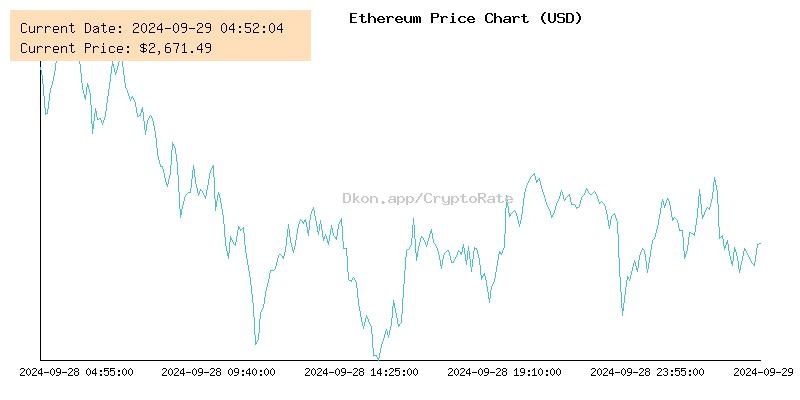 Ethereum Price Chart (USD)
Current Date: 2024-09-29 04:52:04
Current Price: $2,671.49
Dkon.app/CryptoRate
2024-09-28 04:55:00 2024-09-28 09:40:00 2024-09-28 14:25:00 2024-09-28 19:10:00 2024-09-28 23:55:00 2024-09-29